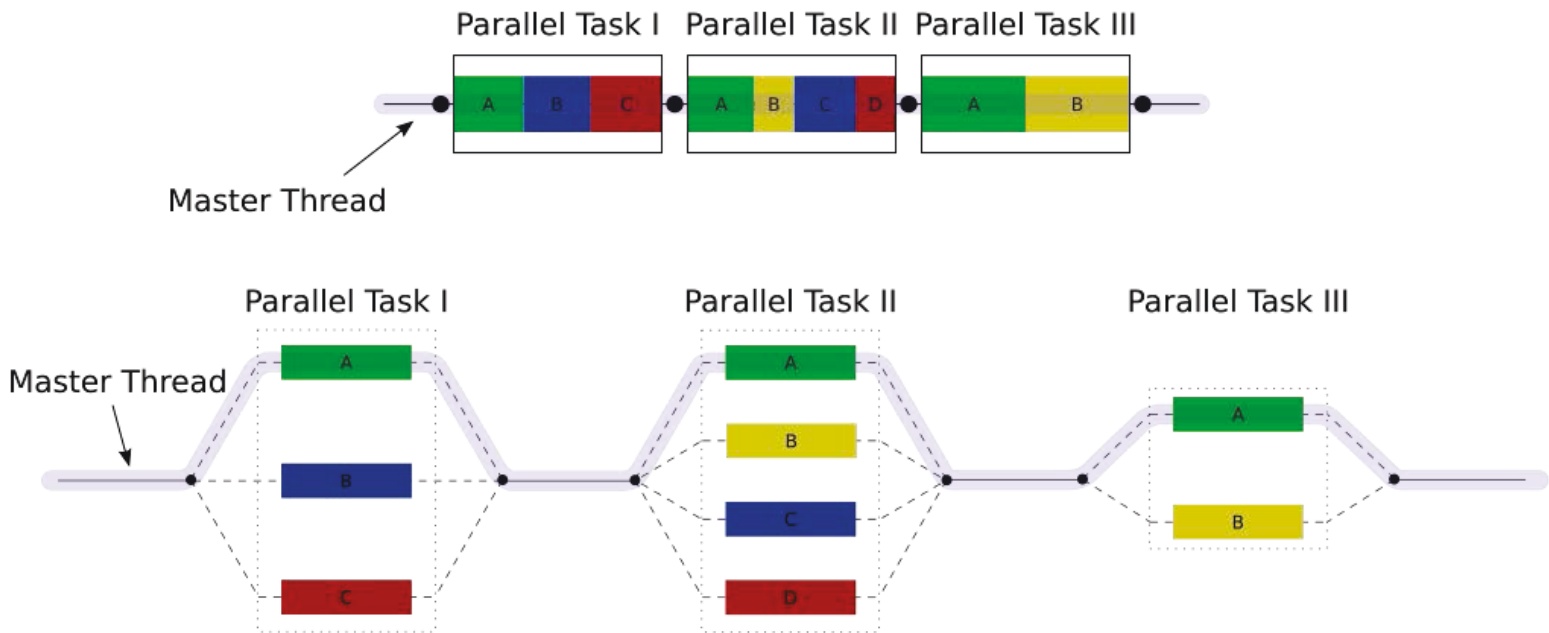 Parallel Task I Parallel Task II Parallel Task III
A B C A B C D A B
Master Thread
Parallel Task I Parallel Task II Parallel Task III
Master Thread
A A
A
B
B
C
B
C D